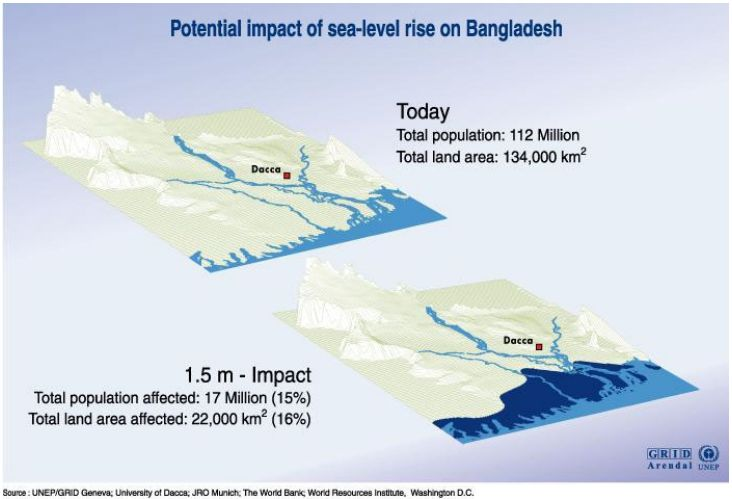 Potential impact of sea-level rise on Bangladesh
Today
Total population: 112 Million
Total land area: 134,000 km²
Dacca
Dacca
1.5 m - Impact
Total population affected: 17 Million (15%)
Total land area affected: 22,000 km² (16%)
GRID
Arendal UNEP
Source : UNEP/GRID Geneva; University of Dacca; JRO Munich; The World Bank; World Resources Institute, Washington D.C.